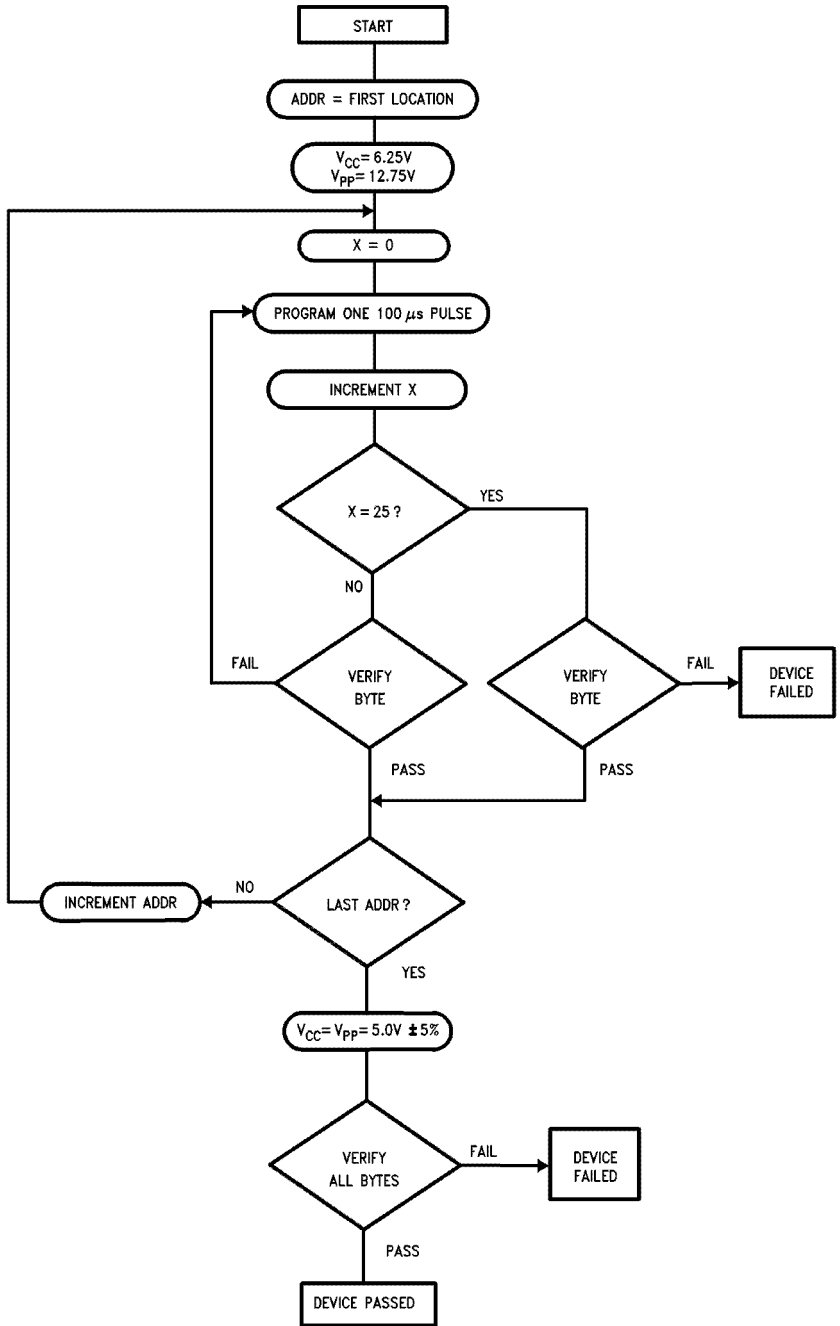 START
ADDR = FIRST LOCATION
VCC= 6.25V
VPP= 12.75V
X = 0
PROGRAM ONE 100 µs PULSE
INCREMENT X
X = 25 ?
YES
NO
FAIL
VERIFY
BYTE
VERIFY
BYTE
FAIL
DEVICE
FAILED
PASS
PASS
INCREMENT ADDR
NO
LAST ADDR ?
YES
VCC= VPP= 5.0V ±5%
VERIFY
ALL BYTES
FAIL
DEVICE
FAILED
PASS
DEVICE PASSED